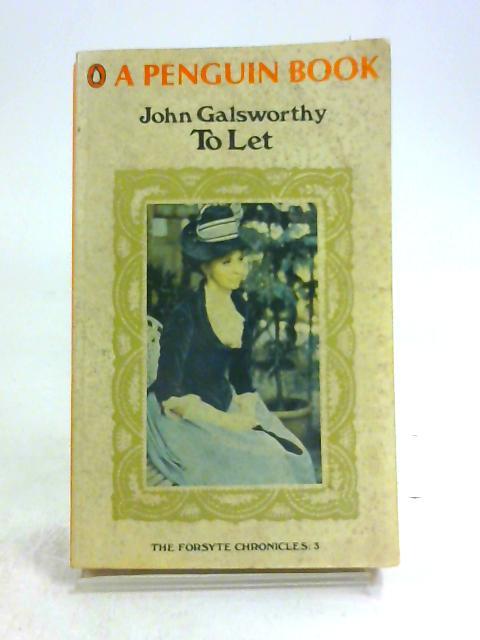 A PENGUIN BOOK
John Galsworthy
To Let
THE FORSYTE CHRONICLES: 3